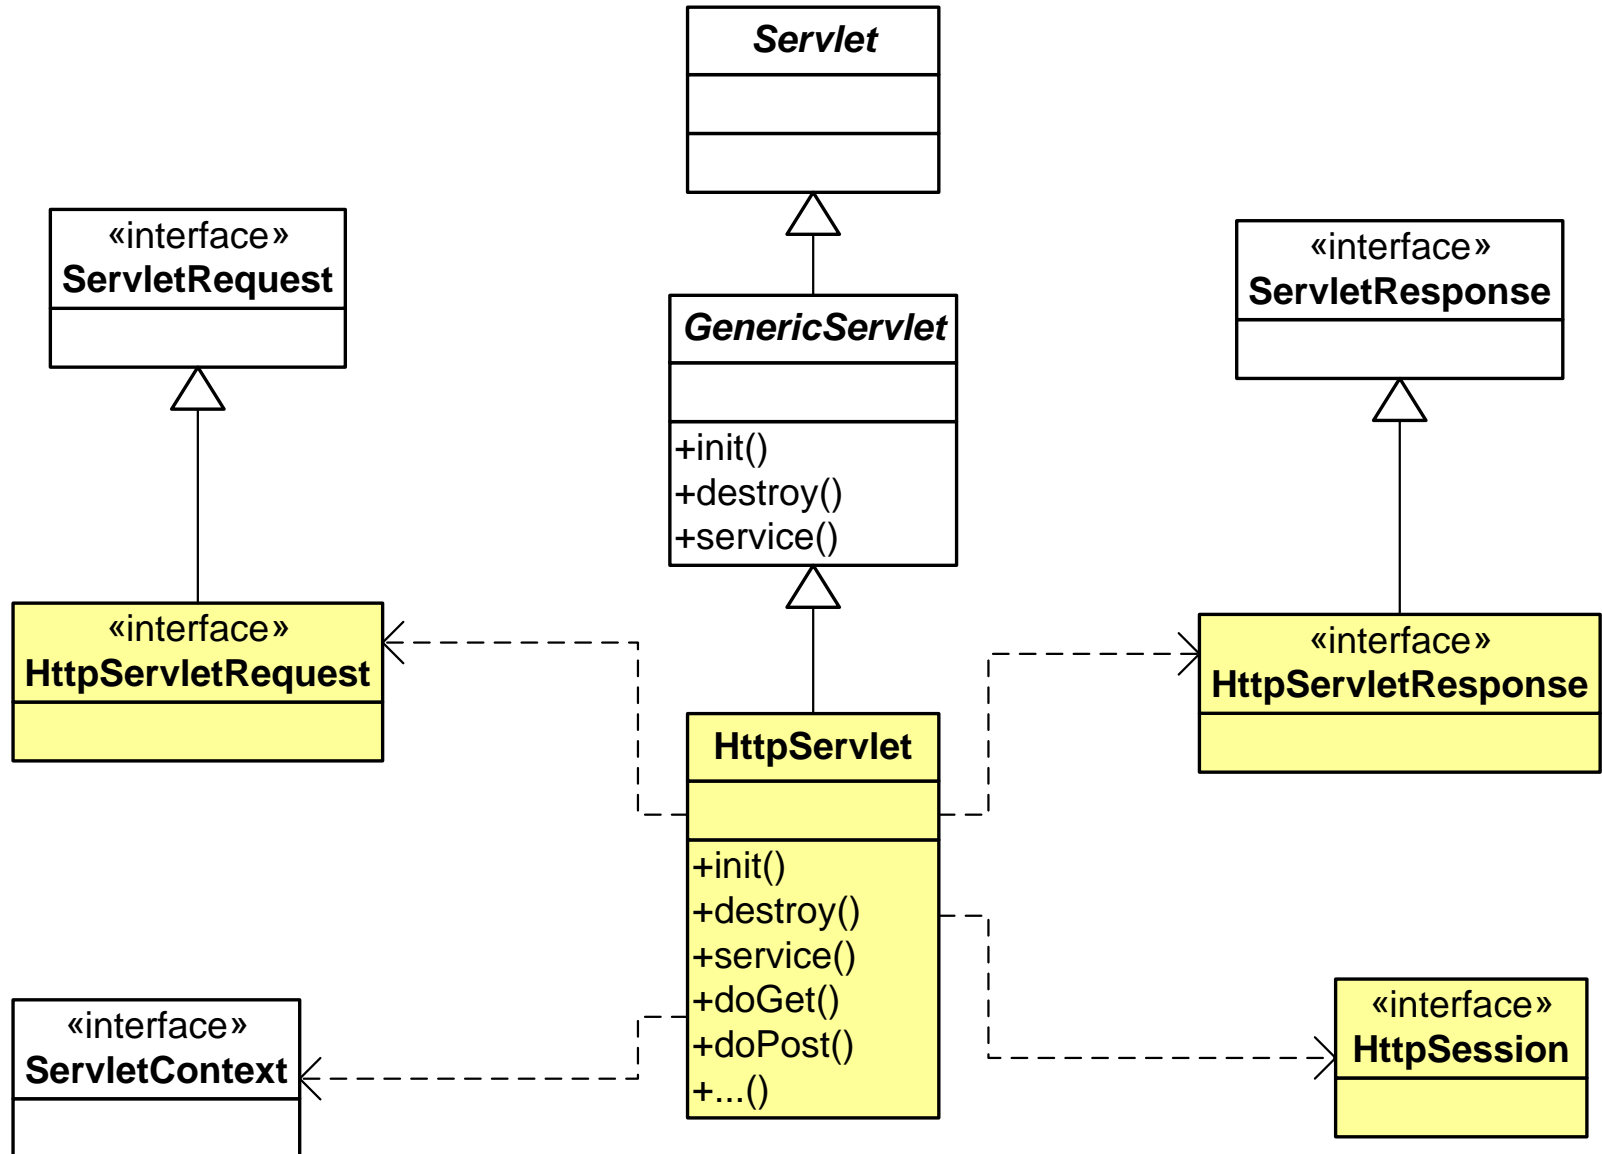 Servlet
«interface»
ServletRequest
«interface»
ServletResponse
GenericServlet
+init()
+destroy()
+service()
«interface»
HttpServletRequest
«interface»
HttpServletResponse
HttpServlet
+init()
+destroy()
+service()
+doGet()
+doPost()
+...()
«interface»
ServletContext
«interface»
HttpSession